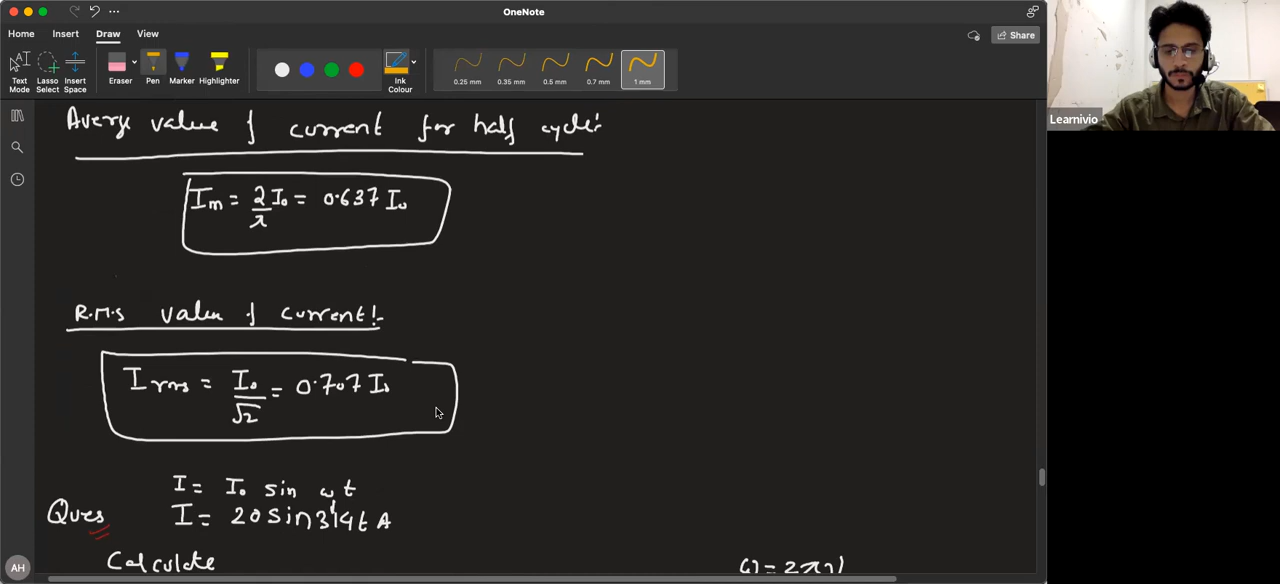 OneNote
Home Insert Draw View
Share
Text Mode
Lasso Select
Insert Space
Eraser
Pen
Marker
Highlighter
Ink Colour
0.25 mm
0.35 mm
0.5 mm
0.7 mm
1 mm
Learnivio
Average value of current for half cycle:
Im = 2/π I₀ = 0.637 I₀
R.M.S value of current:-
Irms = I₀/√2 = 0.707 I₀
I = I₀ sin ωt
Ques I = 20 sin 314t A
Calculate
ω = 2πν
AH